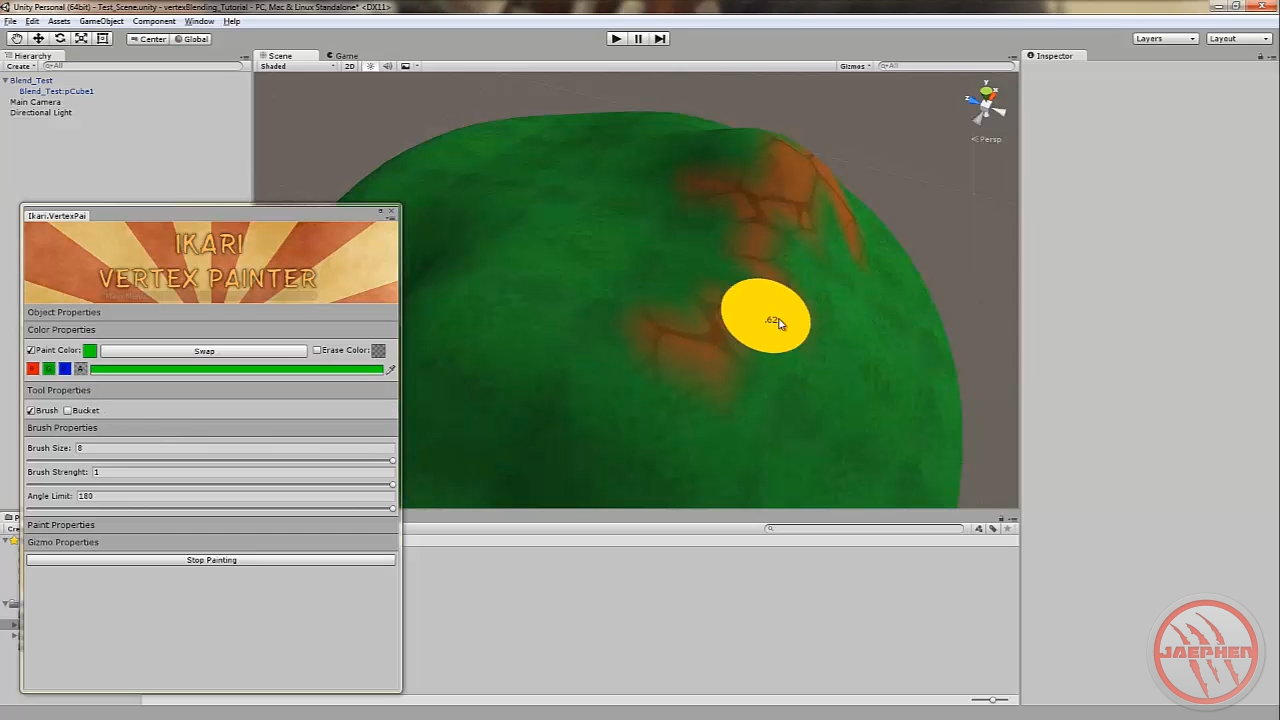 Unity Personal (64bit) - Test_Scene.unity - vertexBlending_Tutorial - PC, Mac & Linux Standalone* <DX11>
File Edit Assets GameObject Component Window Help
Center Global Layers Layout
Hierarchy Scene Game Inspector
Create All Shaded 2D Gizmos All
Blend_Test
Blend_Test:pCube1
Main Camera
Directional Light
y
x
z
Persp
Ikari.VertexPai
IKARI
VERTEX PAINTER
Object Properties
Color Properties
Paint Color: Swap Erase Color:
A
Tool Properties
Brush Bucket
Brush Properties
Brush Size: 8
Brush Strenght: 1
Angle Limit: 180
Paint Properties
Gizmo Properties
Stop Painting
.62
JAEPHEN